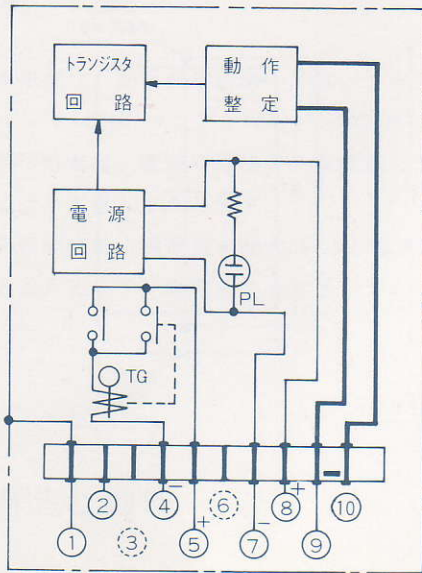 トランジスタ
回路
動作
整定
電源
回路
PL
TG
① ② ③ ④ － ⑤ + ⑥ ⑦ － ⑧ + ⑨ ⑩